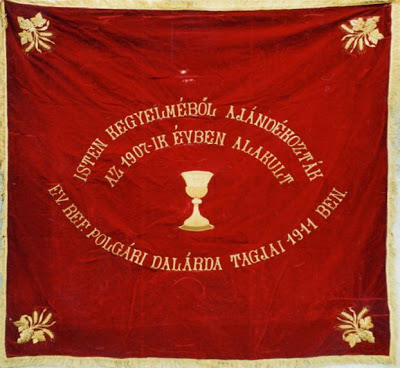 ISTEN KEGYELMÉBŐL AJÁNDÉKOZTÁK
AZ 1907-IK ÉVBEN ALAKULT
EV. REF. POLGÁRI DALÁRDA TAGJAI 1911 BEN.